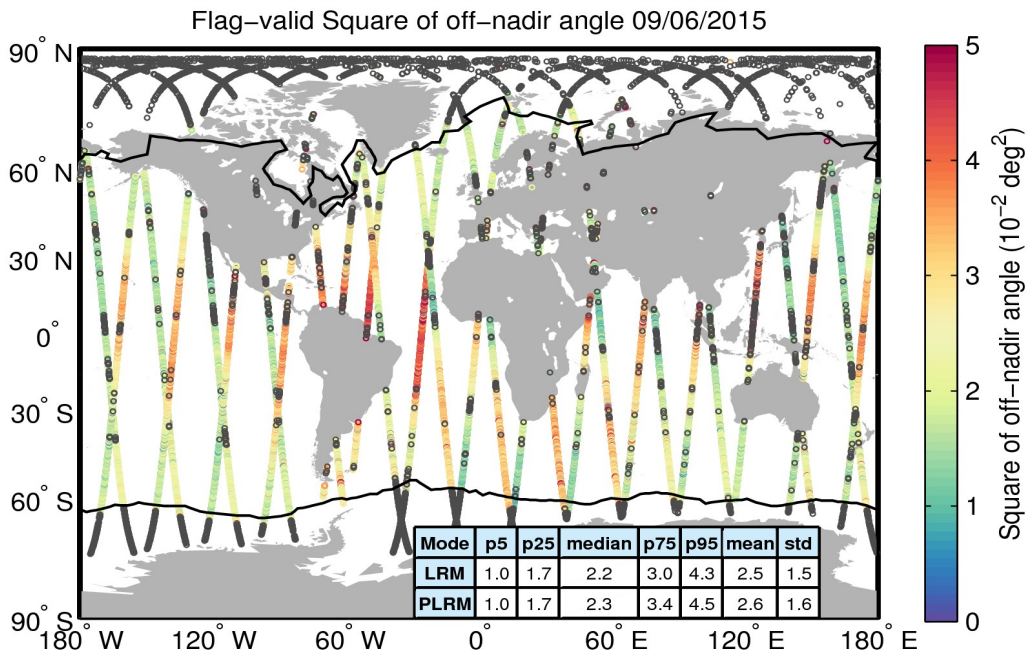 Flag−valid Square of off−nadir angle 09/06/2015
90° N
60° N
30° N
0°
30° S
60° S
90° S
180° W
120° W
60° W
0°
60° E
120° E
180° E
Mode p5 p25 median p75 p95 mean std
LRM 1.0 1.7 2.2 3.0 4.3 2.5 1.5
PLRM 1.0 1.7 2.3 3.4 4.5 2.6 1.6
5
4
3
2
1
0
Square of off−nadir angle (10⁻² deg²)